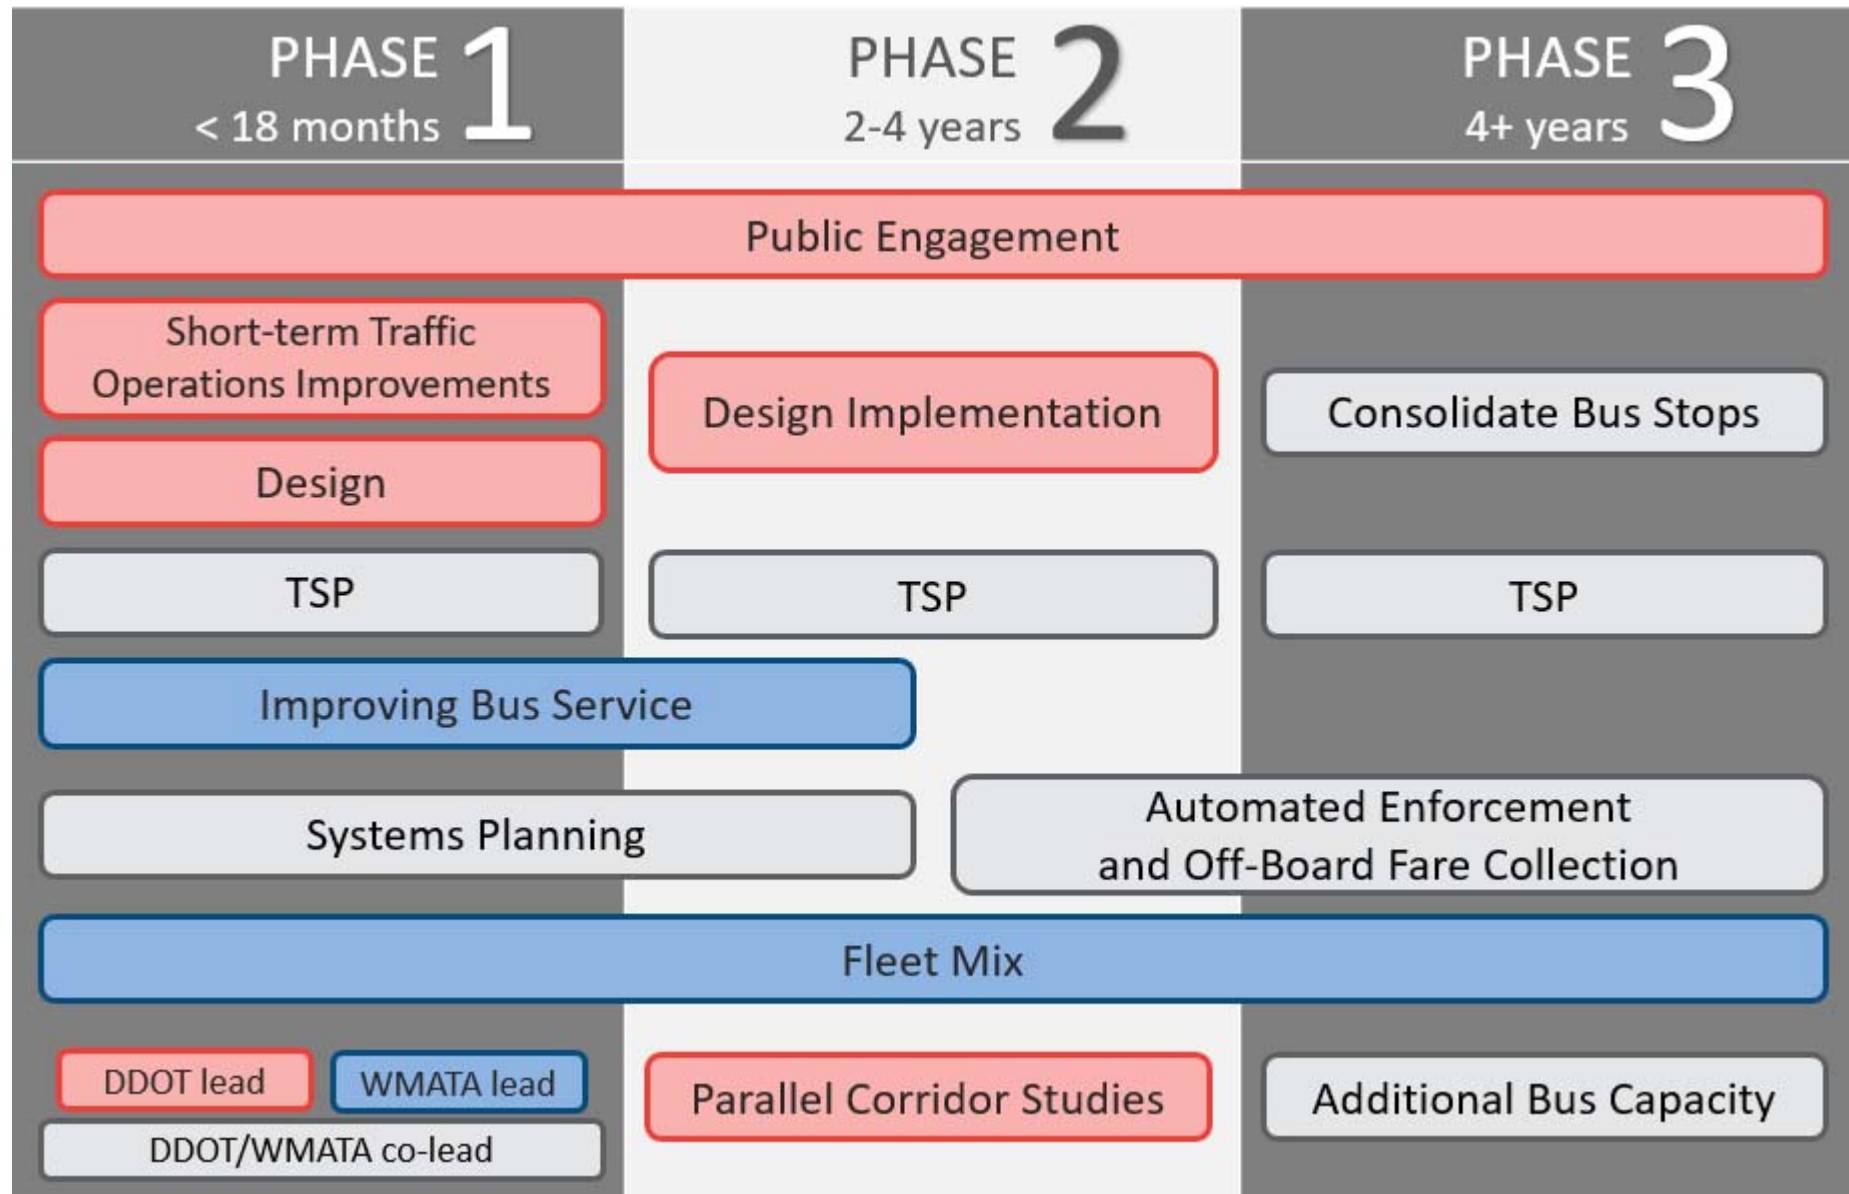 PHASE 1
< 18 months
PHASE 2
2-4 years
PHASE 3
4+ years
Public Engagement
Short-term Traffic
Operations Improvements
Design Implementation
Consolidate Bus Stops
Design
TSP
TSP
TSP
Improving Bus Service
Systems Planning
Automated Enforcement
and Off-Board Fare Collection
Fleet Mix
DDOT lead
WMATA lead
DDOT/WMATA co-lead
Parallel Corridor Studies
Additional Bus Capacity